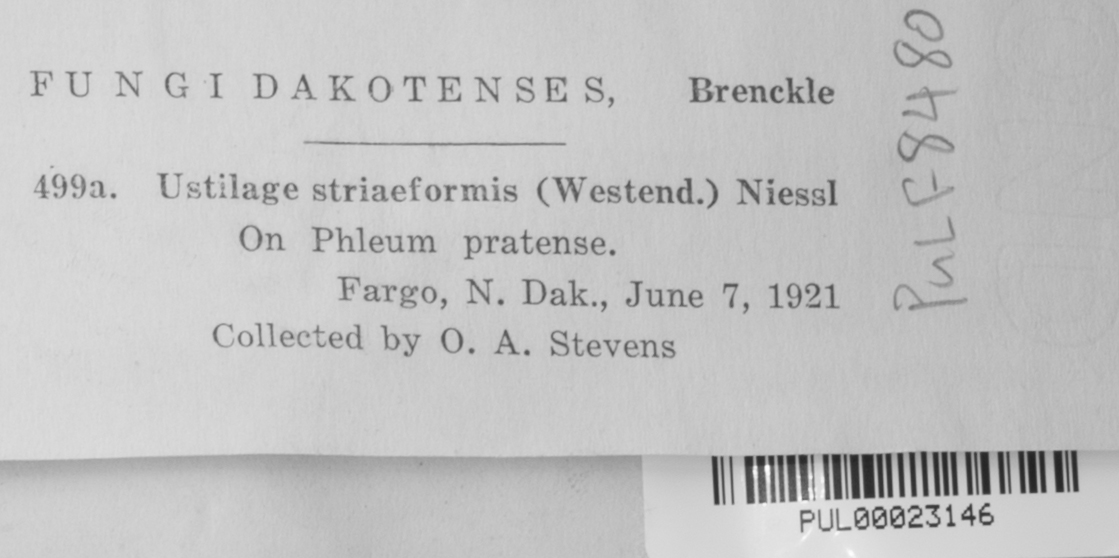 FUNGI DAKOTENSES, Brenckle
499a. Ustilage striaeformis (Westend.) Niessl
On Phleum pratense.
Fargo, N. Dak., June 7, 1921
Collected by O. A. Stevens
PUL F8480
PUL00023146